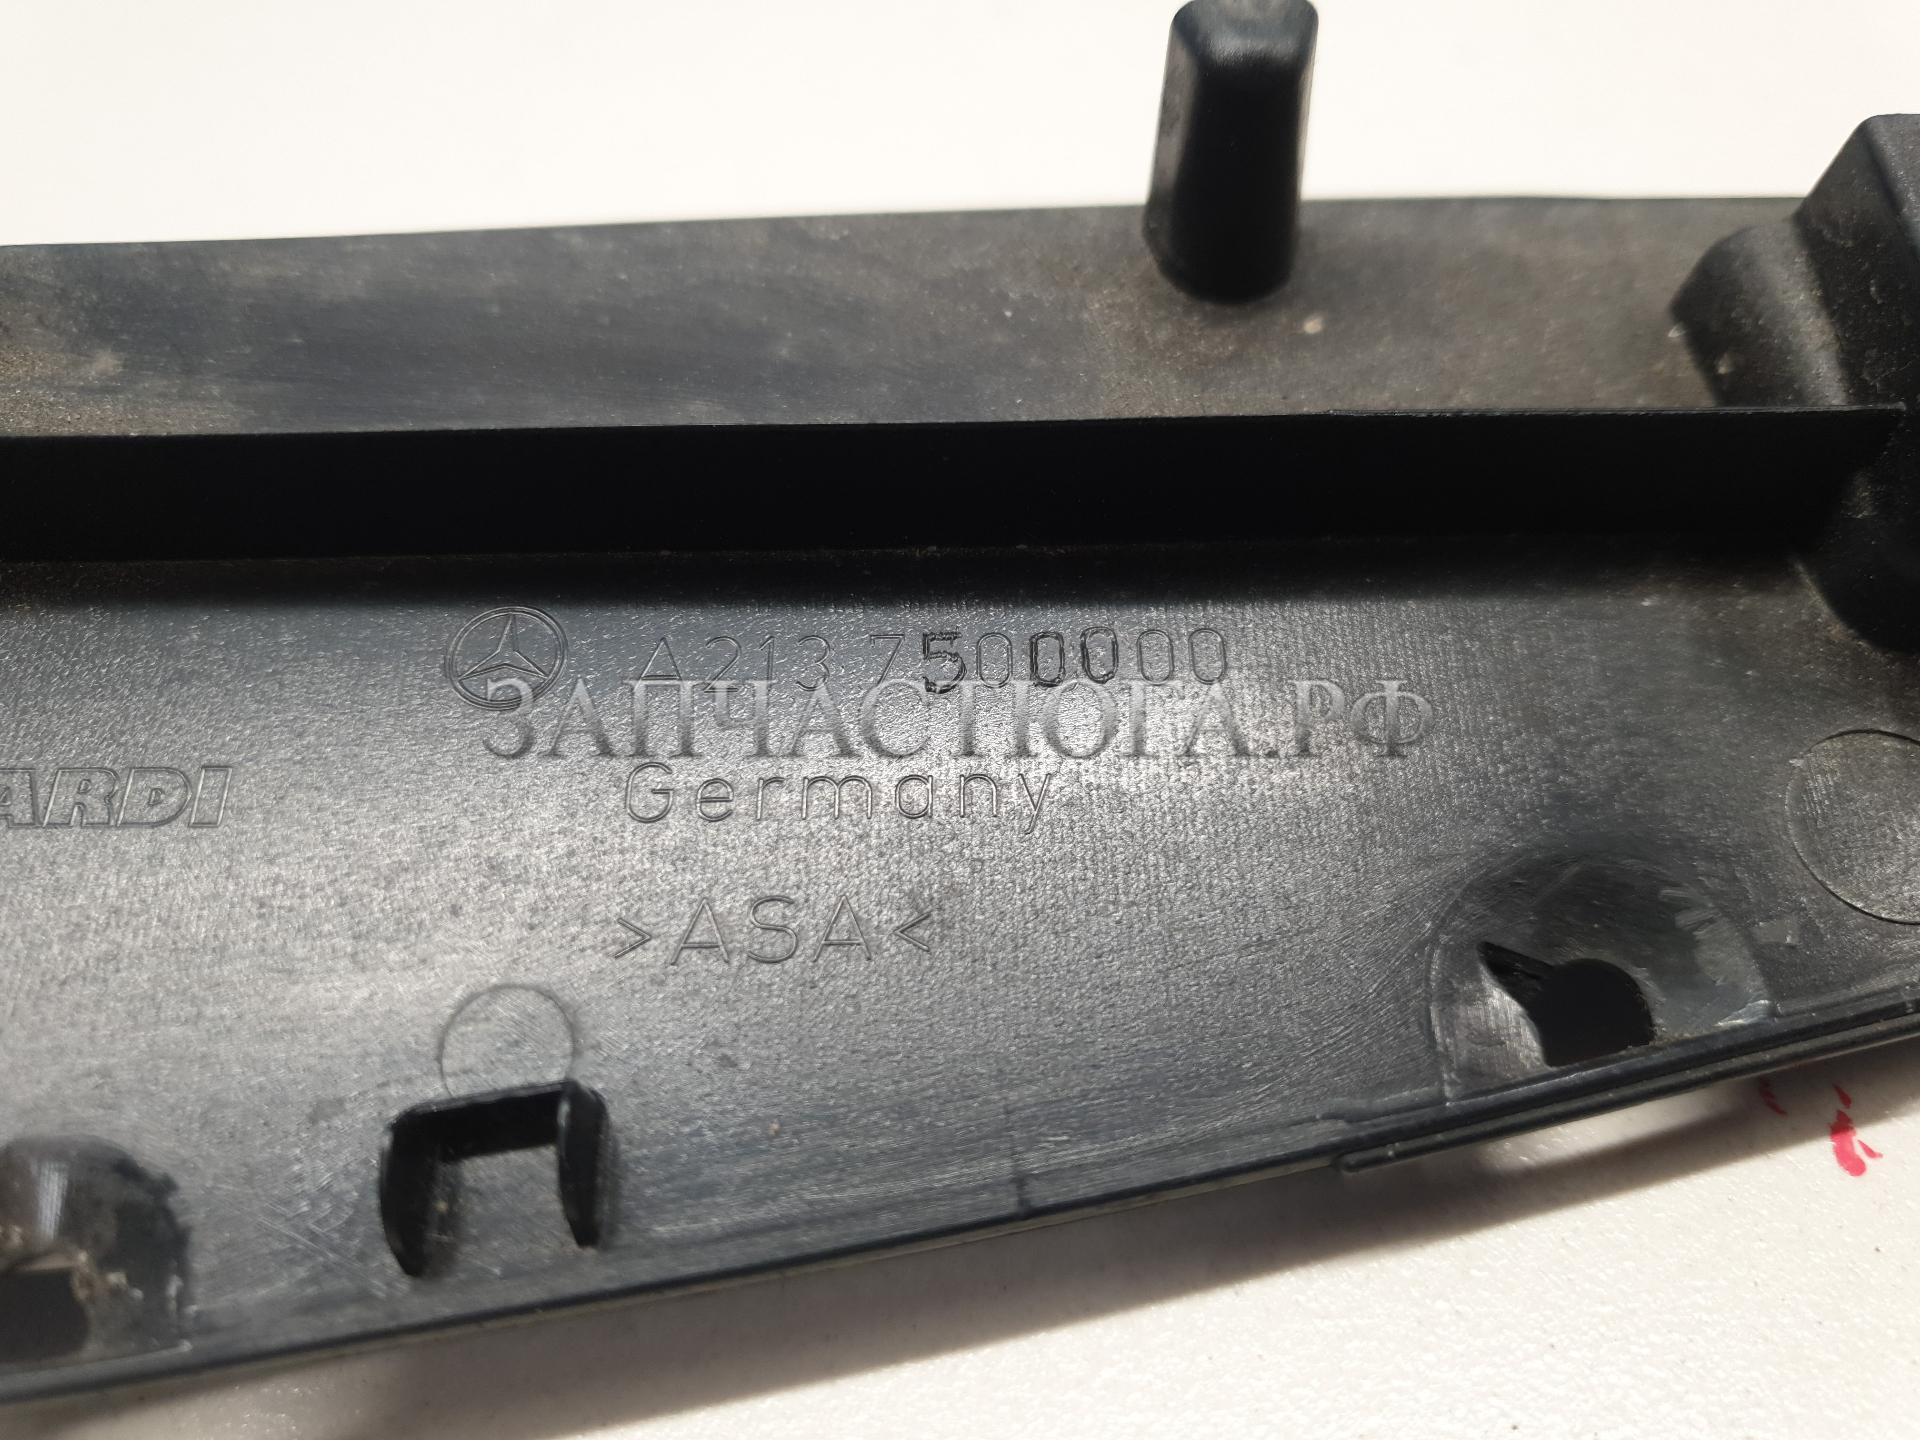 A213 7500000
ЗАПЧАСТЮГА.РФ
ARDI
Germany
>ASA<